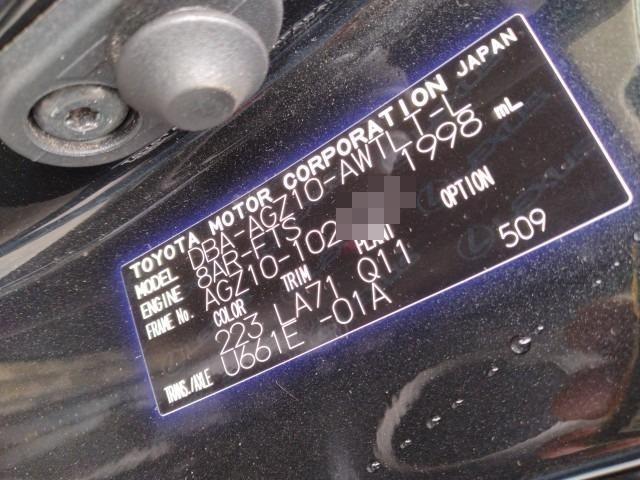 TOYOTA MOTOR CORPORATION JAPAN
MODEL DBA-AGZ10-AWTLT-L
ENGINE 8AR-FTS 1998 mL
FRAME No. AGZ10-102
COLOR TRIM PLANT OPTION
223 LA71 Q11 509
TRANS./AXLE U661E -01A